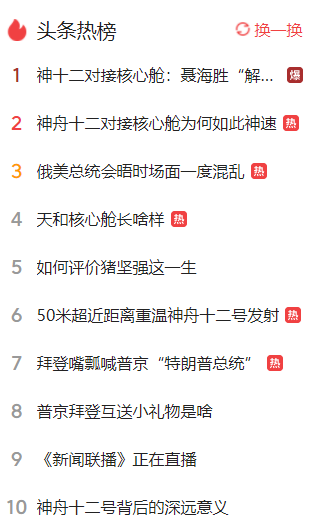 头条热榜 换一换
1 神十二对接核心舱：聂海胜“解... 爆
2 神舟十二对接核心舱为何如此神速 热
3 俄美总统会晤时场面一度混乱 热
4 天和核心舱长啥样 热
5 如何评价猪坚强这一生
6 50米超近距离重温神舟十二号发射 热
7 拜登嘴瓢喊普京“特朗普总统” 热
8 普京拜登互送小礼物是啥
9 《新闻联播》正在直播
10 神舟十二号背后的深远意义